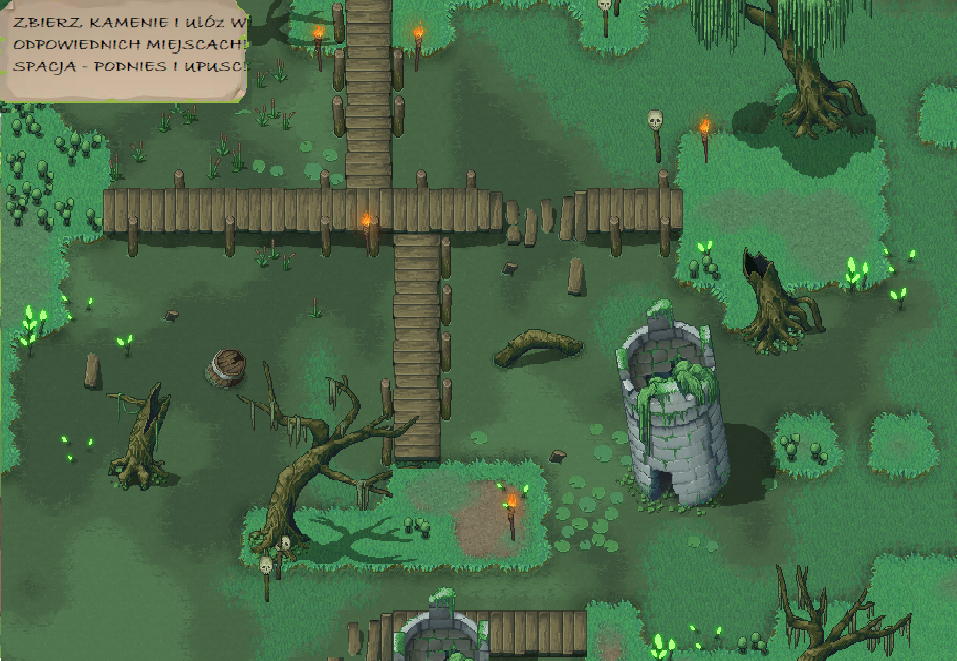 ZBIERZ KAMENIE I UłÓŻ W
ODPOWIEDNICH MIEJSCACH!
SPACJA - PODNIES I UPUSC!